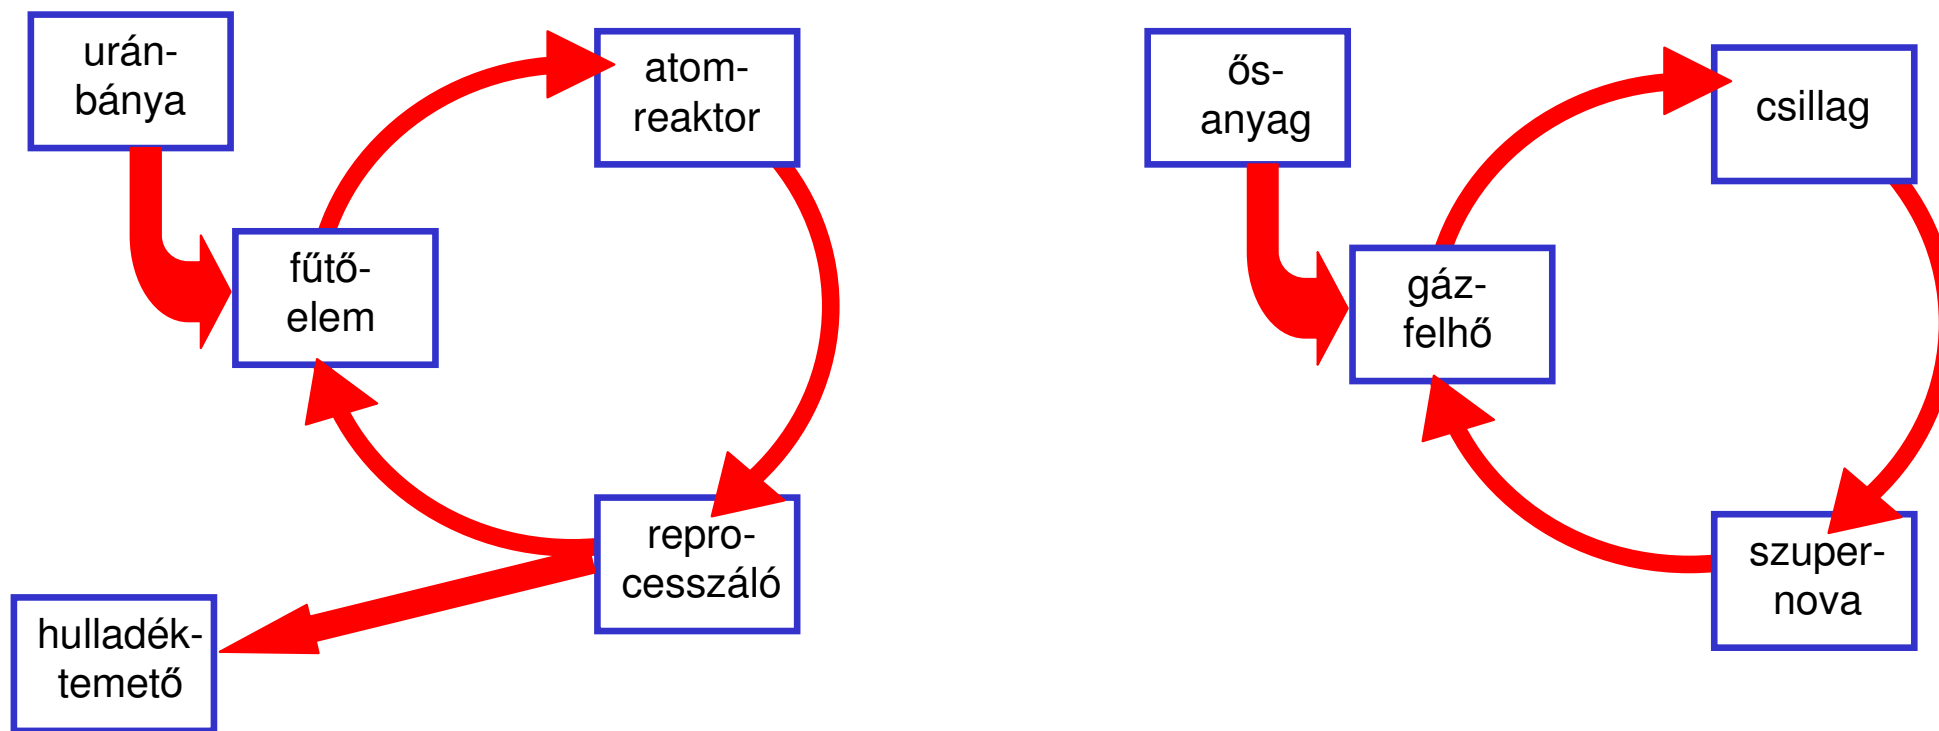 urán-
bánya
atom-
reaktor
fűtő-
elem
repro-
cesszáló
hulladék-
temető
ős-
anyag
csillag
gáz-
felhő
szuper-
nova